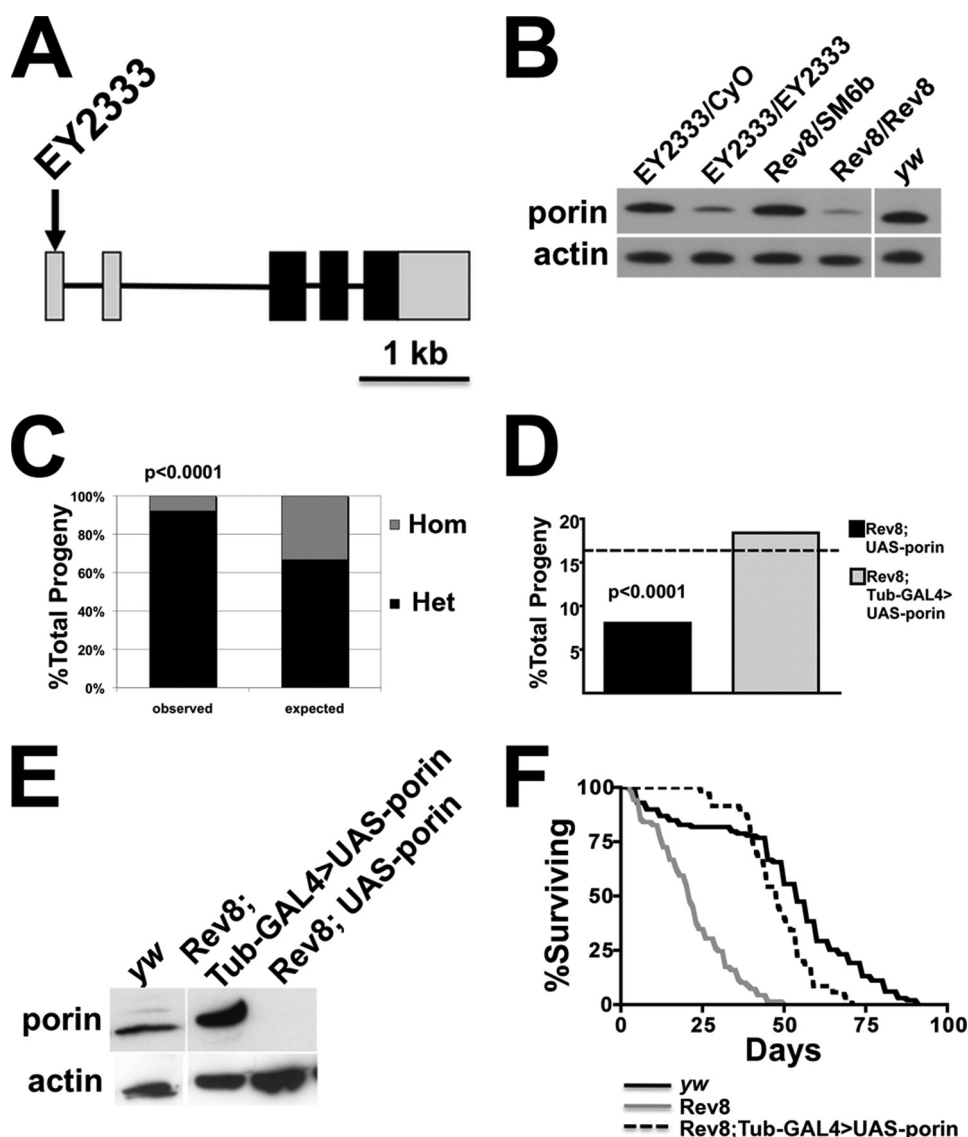 A
EY2333
1 kb
B
EY2333/CyO
EY2333/EY2333
Rev8/SM6b
Rev8/Rev8
yw
porin
actin
C
p<0.0001
%Total Progeny
100%
80%
60%
40%
20%
0%
observed
expected
Hom
Het
D
%Total Progeny
20
15
10
5
p<0.0001
Rev8;
UAS-porin
Rev8;
Tub-GAL4>
UAS-porin
E
yw
Rev8;
Tub-GAL4>UAS-porin
Rev8; UAS-porin
porin
actin
F
%Surviving
100
75
50
25
0
0
25
50
75
100
Days
yw
Rev8
Rev8;Tub-GAL4>UAS-porin